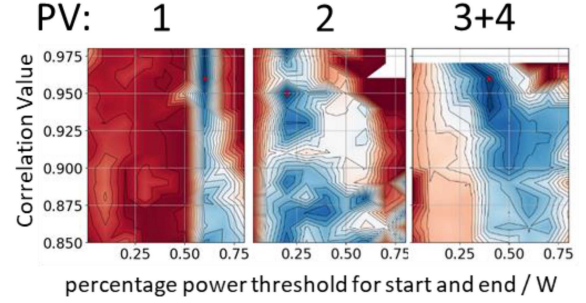 PV: 1 2 3+4
Correlation Value
0.975
0.950
0.925
0.900
0.875
0.850
0.25 0.50 0.75 0.25 0.50 0.75 0.25 0.50 0.75
percentage power threshold for start and end / W